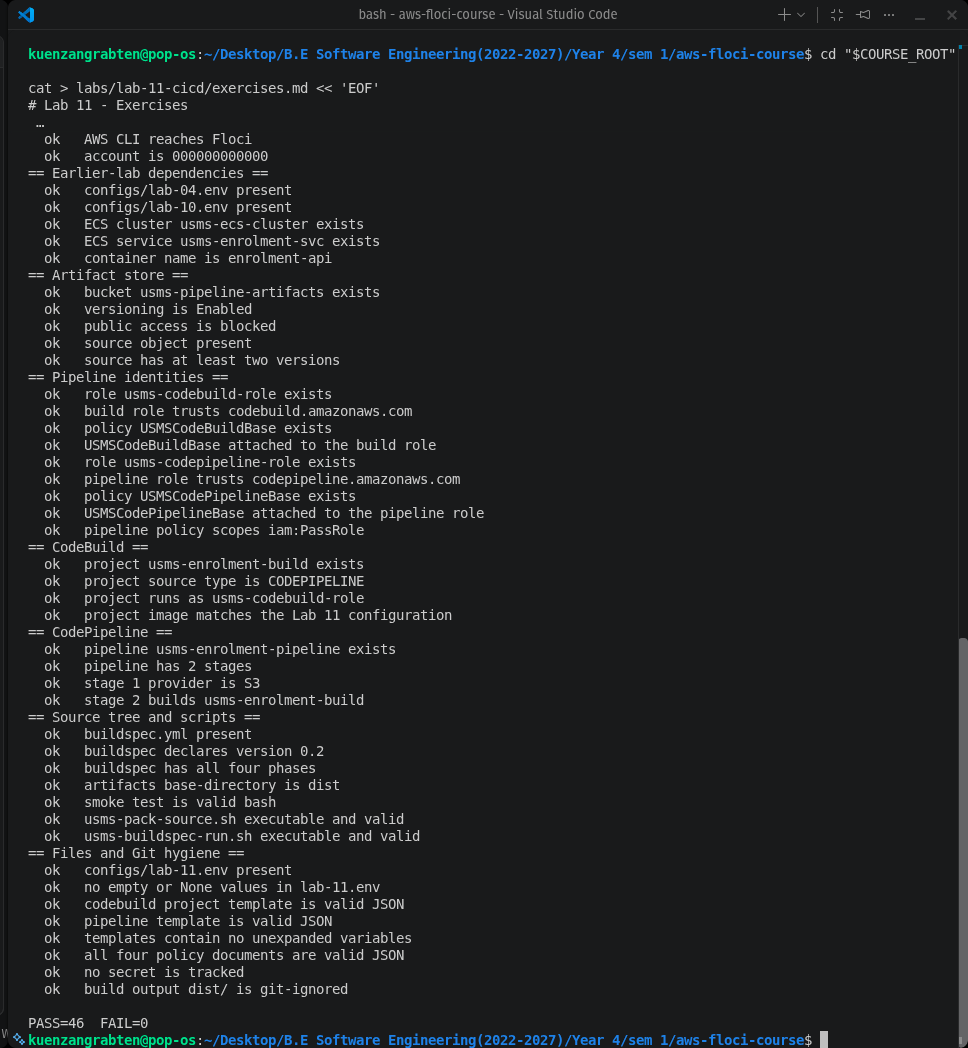 bash - aws-floci-course - Visual Studio Code
kuenzangrabten@pop-os:~/Desktop/B.E Software Engineering(2022-2027)/Year 4/sem 1/aws-floci-course$ cd "$COURSE_ROOT"
cat > labs/lab-11-cicd/exercises.md << 'EOF'
# Lab 11 - Exercises
…
ok   AWS CLI reaches Floci
ok   account is 000000000000
== Earlier-lab dependencies ==
ok   configs/lab-04.env present
ok   configs/lab-10.env present
ok   ECS cluster usms-ecs-cluster exists
ok   ECS service usms-enrolment-svc exists
ok   container name is enrolment-api
== Artifact store ==
ok   bucket usms-pipeline-artifacts exists
ok   versioning is Enabled
ok   public access is blocked
ok   source object present
ok   source has at least two versions
== Pipeline identities ==
ok   role usms-codebuild-role exists
ok   build role trusts codebuild.amazonaws.com
ok   policy USMSCodeBuildBase exists
ok   USMSCodeBuildBase attached to the build role
ok   role usms-codepipeline-role exists
ok   pipeline role trusts codepipeline.amazonaws.com
ok   policy USMSCodePipelineBase exists
ok   USMSCodePipelineBase attached to the pipeline role
ok   pipeline policy scopes iam:PassRole
== CodeBuild ==
ok   project usms-enrolment-build exists
ok   project source type is CODEPIPELINE
ok   project runs as usms-codebuild-role
ok   project image matches the Lab 11 configuration
== CodePipeline ==
ok   pipeline usms-enrolment-pipeline exists
ok   pipeline has 2 stages
ok   stage 1 provider is S3
ok   stage 2 builds usms-enrolment-build
== Source tree and scripts ==
ok   buildspec.yml present
ok   buildspec declares version 0.2
ok   buildspec has all four phases
ok   artifacts base-directory is dist
ok   smoke test is valid bash
ok   usms-pack-source.sh executable and valid
ok   usms-buildspec-run.sh executable and valid
== Files and Git hygiene ==
ok   configs/lab-11.env present
ok   no empty or None values in lab-11.env
ok   codebuild project template is valid JSON
ok   pipeline template is valid JSON
ok   templates contain no unexpanded variables
ok   all four policy documents are valid JSON
ok   no secret is tracked
ok   build output dist/ is git-ignored
PASS=46  FAIL=0
kuenzangrabten@pop-os:~/Desktop/B.E Software Engineering(2022-2027)/Year 4/sem 1/aws-floci-course$